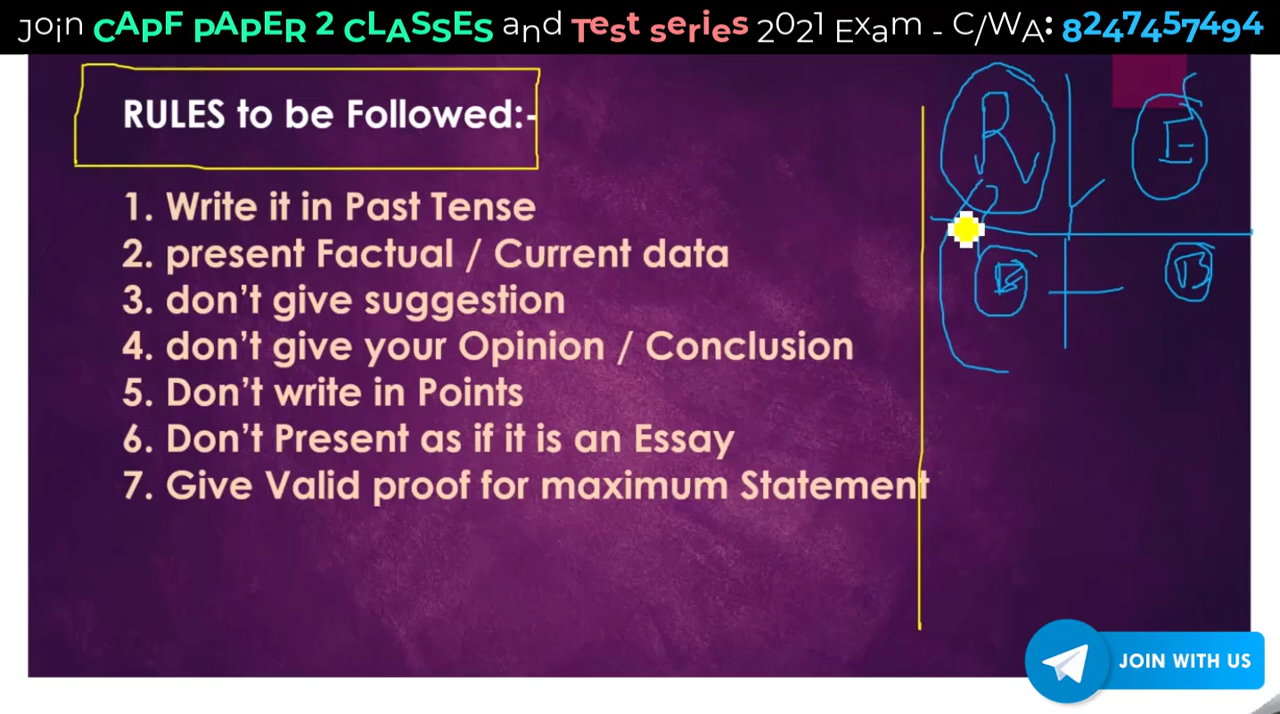 Join CAPF PAPER 2 CLASSES and Test series 2021 Exam - C/WA: 8247457494
RULES to be Followed:-
R
E
1. Write it in Past Tense
2. present Factual / Current data
B
3. don't give suggestion
4. don't give your Opinion / Conclusion
5. Don't write in Points
6. Don't Present as if it is an Essay
7. Give Valid proof for maximum Statement
JOIN WITH US